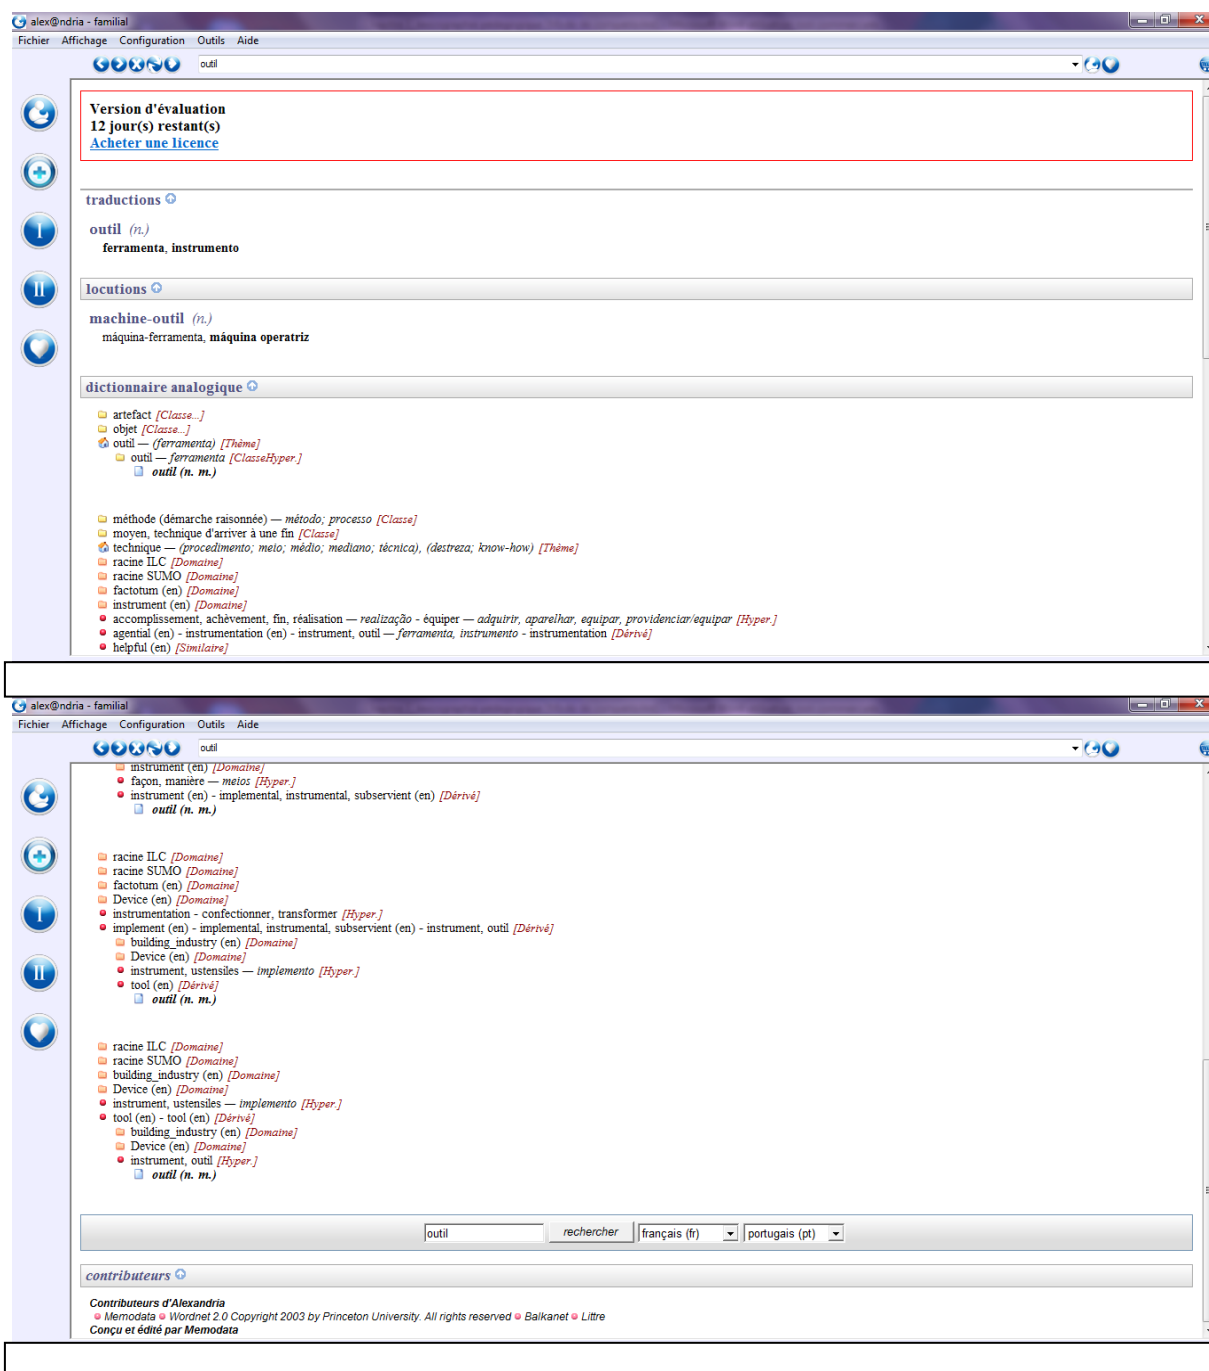 alex@ndria - familial
Fichier Affichage Configuration Outils Aide
outil
Version d'évaluation
12 jour(s) restant(s)
Acheter une licence
traductions
outil (n.)
ferramenta, instrumento
locutions
machine-outil (n.)
máquina-ferramenta, máquina operatriz
dictionnaire analogique
artefact [Classe...]
objet [Classe...]
outil — (ferramenta) [Thème]
outil — ferramenta [ClasseHyper.]
outil (n. m.)
méthode (démarche raisonnée) — método; processo [Classe]
moyen, technique d'arriver à une fin [Classe]
technique — (procedimento; meio; médio; mediano; técnica), (destreza; know-how) [Thème]
racine ILC [Domaine]
racine SUMO [Domaine]
factotum (en) [Domaine]
instrument (en) [Domaine]
accomplissement, achèvement, fin, réalisation — realização - équiper — adquirir, aparelhar, equipar, providenciar/equipar [Hyper.]
agential (en) - instrumentation (en) - instrument, outil — ferramenta, instrumento - instrumentation [Dérivé]
helpful (en) [Similaire]
alex@ndria - familial
Fichier Affichage Configuration Outils Aide
outil
instrument (en) [Domaine]
façon, manière — meios [Hyper.]
instrument (en) - implemental, instrumental, subservient (en) [Dérivé]
outil (n. m.)
racine ILC [Domaine]
racine SUMO [Domaine]
factotum (en) [Domaine]
Device (en) [Domaine]
instrumentation - confectionner, transformer [Hyper.]
implement (en) - implemental, instrumental, subservient (en) - instrument, outil [Dérivé]
building_industry (en) [Domaine]
Device (en) [Domaine]
instrument, ustensiles — implemento [Hyper.]
tool (en) [Dérivé]
outil (n. m.)
racine ILC [Domaine]
racine SUMO [Domaine]
building_industry (en) [Domaine]
Device (en) [Domaine]
instrument, ustensiles — implemento [Hyper.]
tool (en) - tool (en) [Dérivé]
building_industry (en) [Domaine]
Device (en) [Domaine]
instrument, outil [Hyper.]
outil (n. m.)
outil rechercher français (fr) portugais (pt)
contributeurs
Contributeurs d'Alexandria
Memodata Wordnet 2.0 Copyright 2003 by Princeton University. All rights reserved Balkanet Littre
Conçu et édité par Memodata